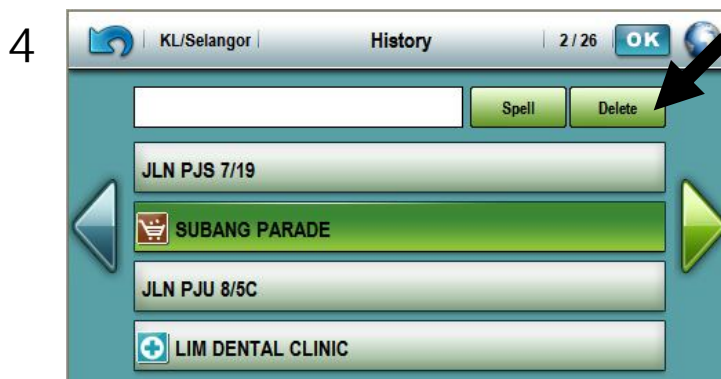 4
KL/Selangor History 2 / 26 OK
Spell Delete
JLN PJS 7/19
SUBANG PARADE
JLN PJU 8/5C
LIM DENTAL CLINIC